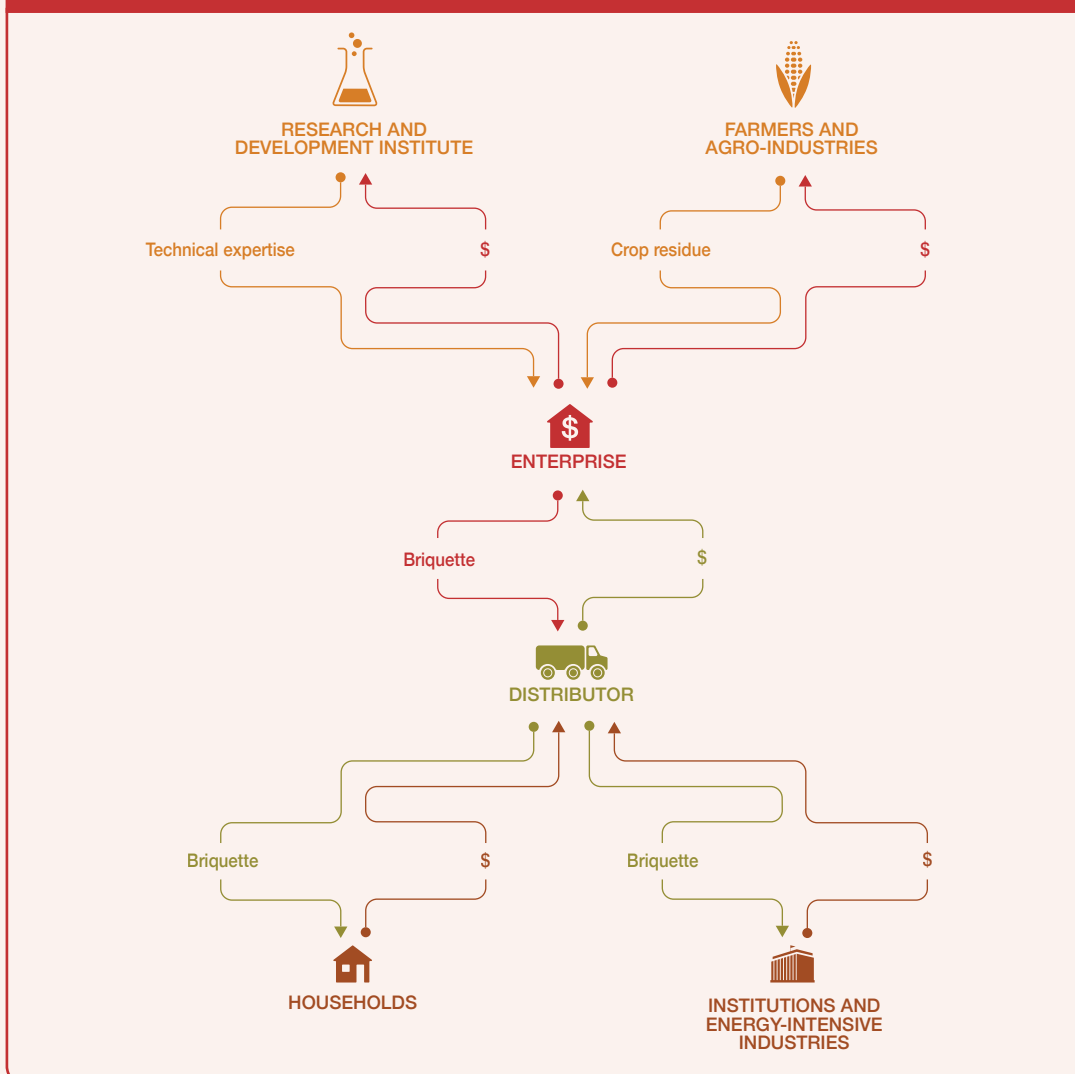 RESEARCH AND
DEVELOPMENT INSTITUTE
FARMERS AND
AGRO-INDUSTRIES
Technical expertise
$
Crop residue
$
$
ENTERPRISE
Briquette
$
DISTRIBUTOR
Briquette
$
Briquette
$
HOUSEHOLDS
INSTITUTIONS AND
ENERGY-INTENSIVE
INDUSTRIES